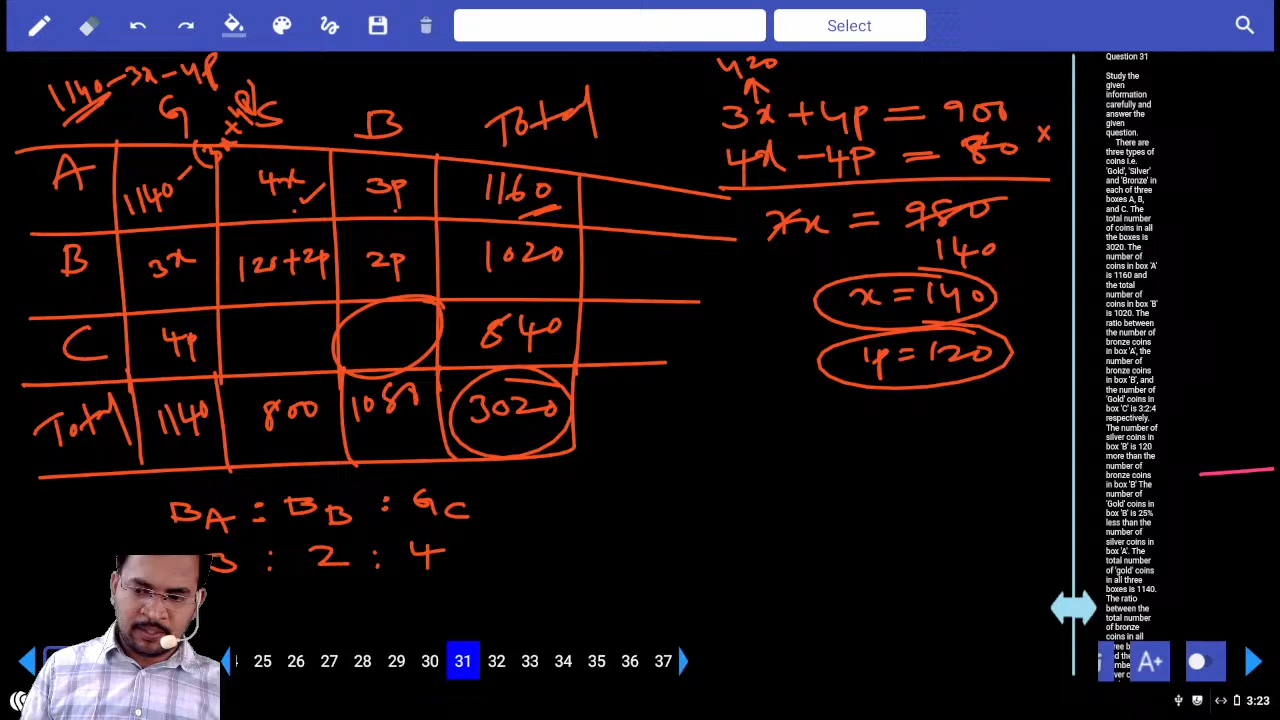 Select
1140-3x-4p
G S B Total
A 1140-(3x+4p) 4x 3p 1160
B 3x 120+2p 2p 1020
C 4p 840
Total 1140 800 1080 3020
BA : BB : GC
3 : 2 : 4
420
3x+4p = 900
4x-4p = 80
7x = 980
140
x = 140
1p = 120
Question 31
Study the
given
information
carefully and
answer the
given
question.
There are
three types of
coins i.e.
'Gold', 'Silver'
and 'Bronze' in
each of three
boxes A, B,
and C. The
total number
of coins in all
the boxes is
3020. The
number of
coins in box 'A'
is 1160 and
the total
number of
coins in box 'B'
is 1020. The
ratio between
the number of
bronze coins
in box 'A', the
number of
bronze coins
in box 'B', and
the number of
'Gold' coins in
box 'C' is 3:2:4
respectively.
The number of
silver coins in
box 'B' is 120
more than the
number of
bronze coins
in box 'B' The
number of
'Gold' coins in
box 'B' is 25%
less than the
number of
silver coins in
box 'A'. The
total number
of 'gold' coins
in all three
boxes is 1140.
The ratio
between the
total number
of bronze
coins in all
25 26 27 28 29 30 31 32 33 34 35 36 37
A+
3:23